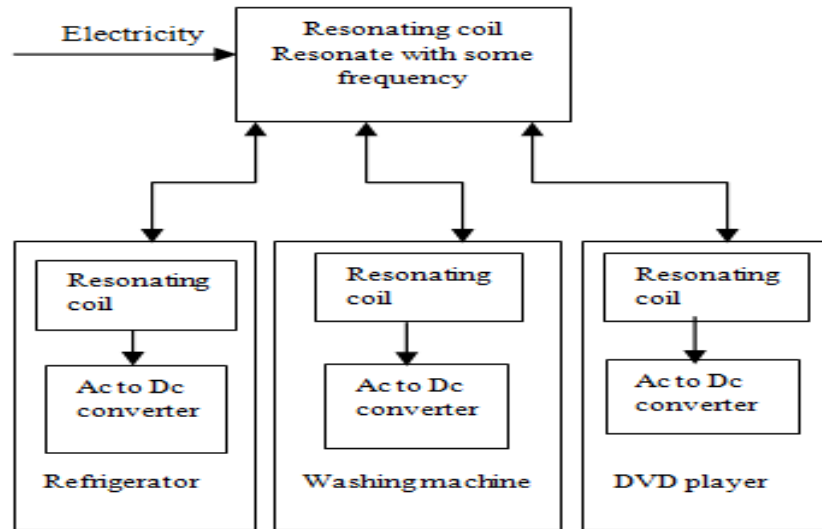 Electricity
Resonating coil
Resonate with some
frequency
Resonating
coil
Ac to Dc
converter
Refrigerator
Resonating
coil
Ac to Dc
converter
Washing machine
Resonating
coil
Ac to Dc
converter
DVD player